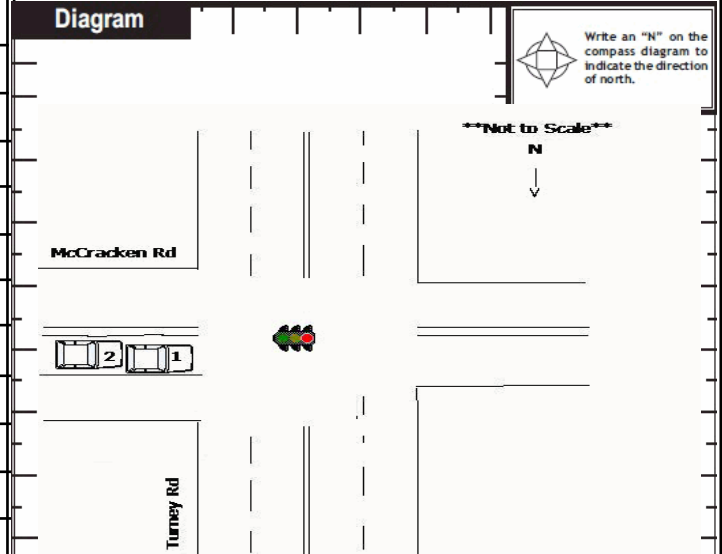 Diagram
Write an “N” on the
compass diagram to
indicate the direction
of north.
**Not to Scale**
N
McCracken Rd
2
1
Turney Rd